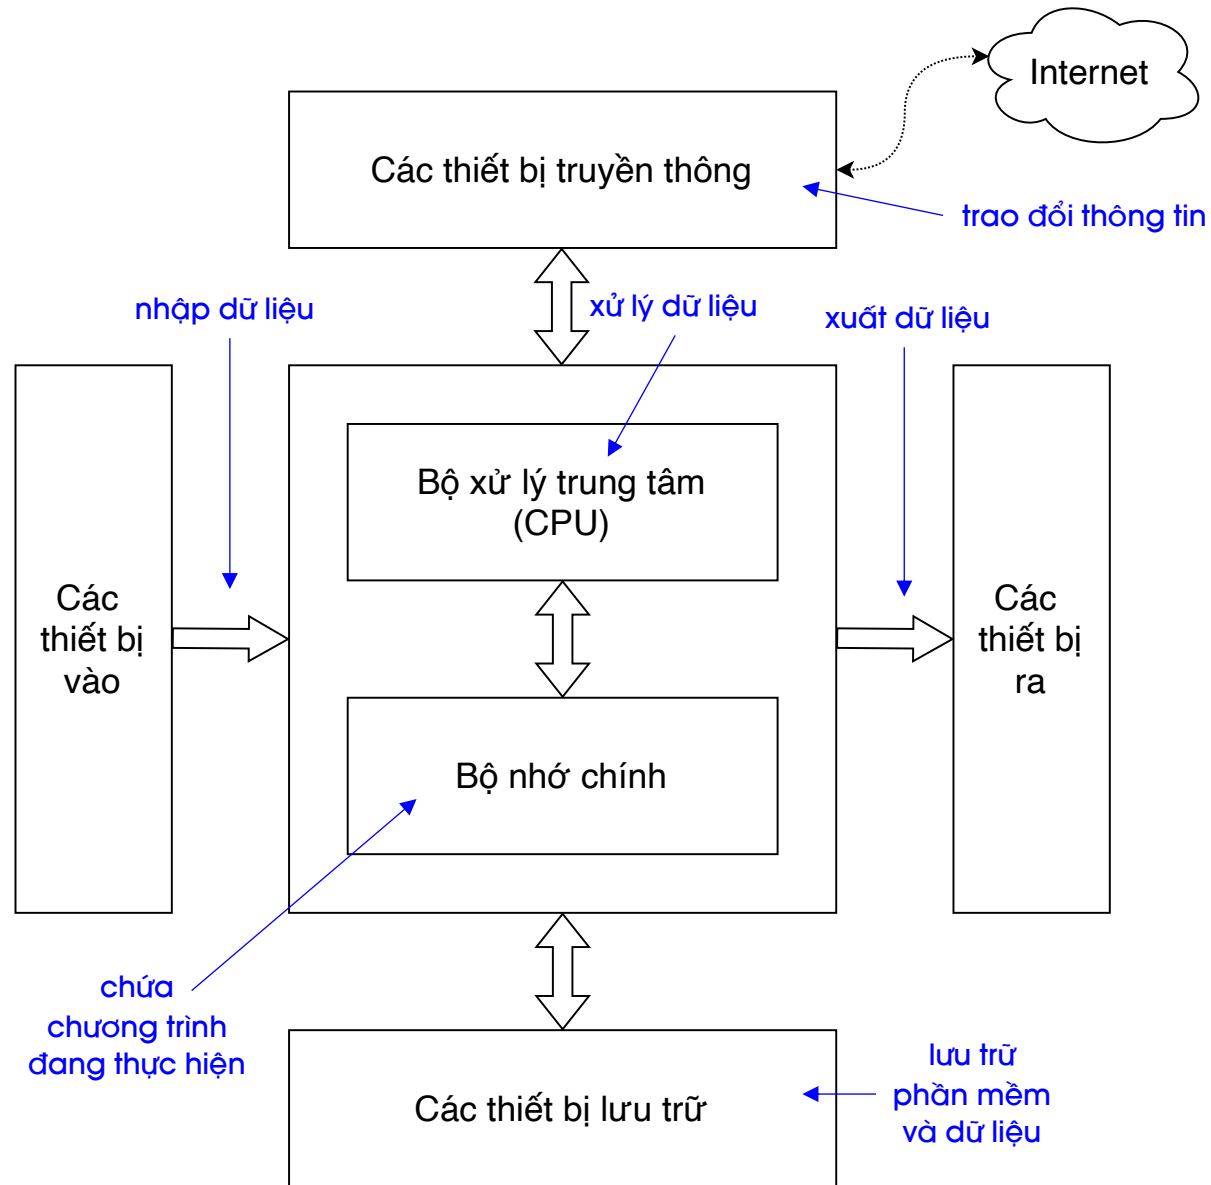 Internet
Các thiết bị truyền thông
trao đổi thông tin
nhập dữ liệu
xử lý dữ liệu
xuất dữ liệu
Bộ xử lý trung tâm
(CPU)
Các
thiết bị
vào
Các
thiết bị
ra
Bộ nhớ chính
chứa
chương trình
đang thực hiện
Các thiết bị lưu trữ
lưu trữ
phần mềm
và dữ liệu